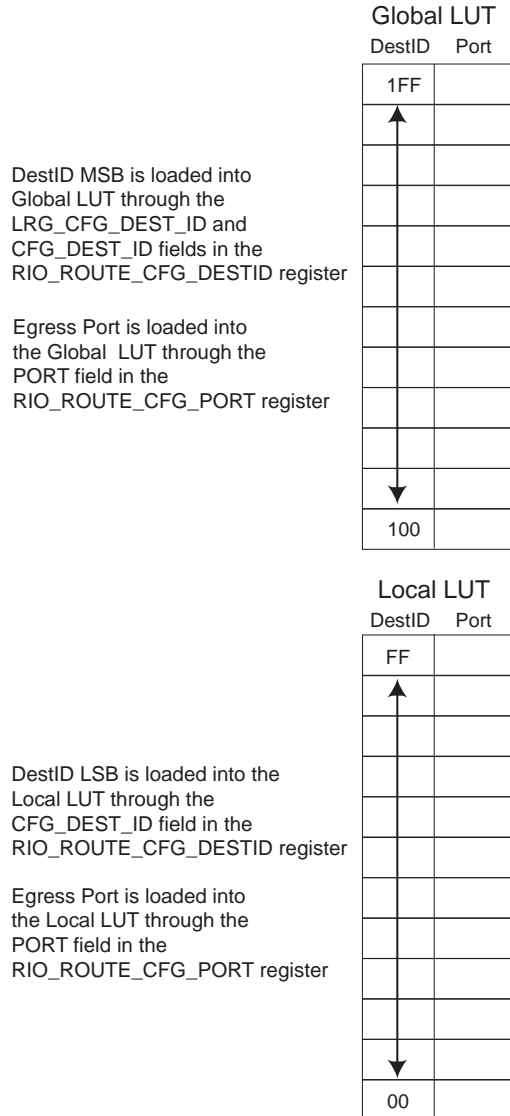 Global LUT
DestID Port
1FF
DestID MSB is loaded into
Global LUT through the
LRG_CFG_DEST_ID and
CFG_DEST_ID fields in the
RIO_ROUTE_CFG_DESTID register
Egress Port is loaded into
the Global LUT through the
PORT field in the
RIO_ROUTE_CFG_PORT register
100
Local LUT
DestID Port
FF
DestID LSB is loaded into the
Local LUT through the
CFG_DEST_ID field in the
RIO_ROUTE_CFG_DESTID register
Egress Port is loaded into
the Local LUT through the
PORT field in the
RIO_ROUTE_CFG_PORT register
00